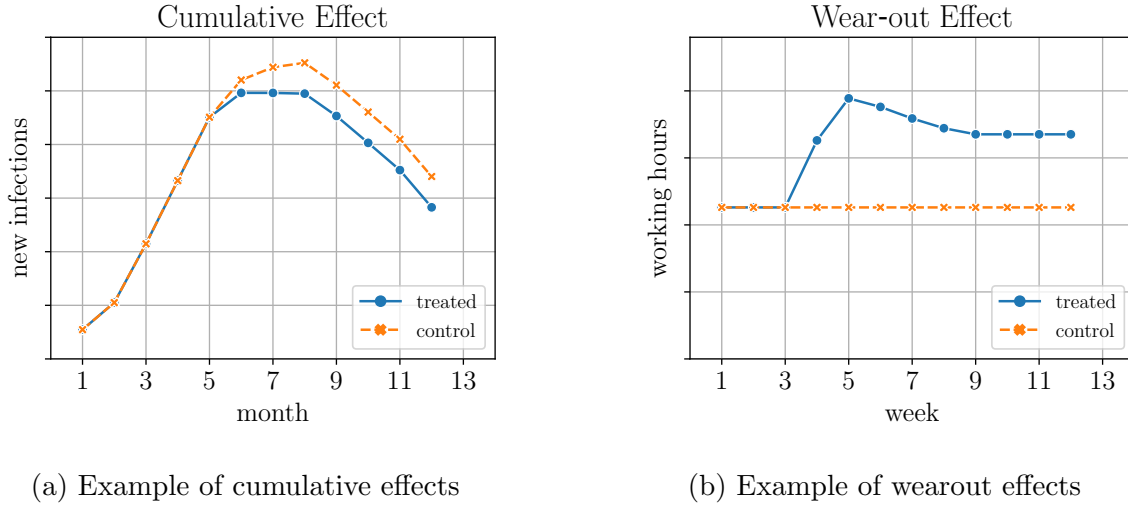 Cumulative Effect
new infections
treated
control
1 3 5 7 9 11 13
month
(a) Example of cumulative effects
Wear-out Effect
working hours
treated
control
1 3 5 7 9 11 13
week
(b) Example of wearout effects